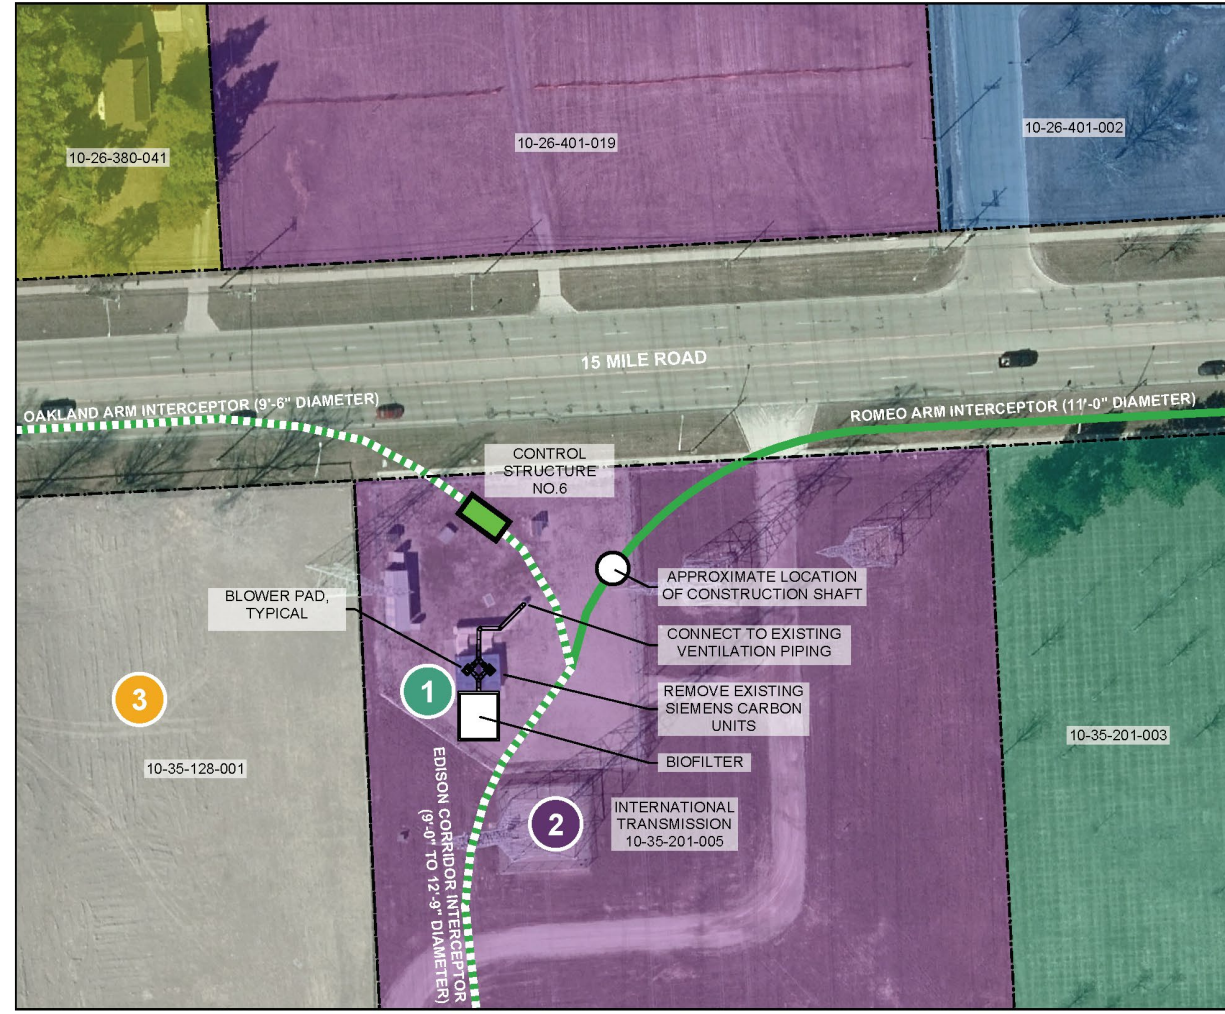 10-26-380-041
10-26-401-019
10-26-401-002
15 MILE ROAD
OAKLAND ARM INTERCEPTOR (9'-6" DIAMETER)
ROMEO ARM INTERCEPTOR (11'-0" DIAMETER)
CONTROL
STRUCTURE
NO.6
APPROXIMATE LOCATION
OF CONSTRUCTION SHAFT
BLOWER PAD,
TYPICAL
CONNECT TO EXISTING
VENTILATION PIPING
1
3
REMOVE EXISTING
SIEMENS CARBON
UNITS
10-35-201-003
BIOFILTER
10-35-128-001
EDISON CORRIDOR INTERCEPTOR
(9'-0" TO 12'-9" DIAMETER)
2
INTERNATIONAL
TRANSMISSION
10-35-201-005